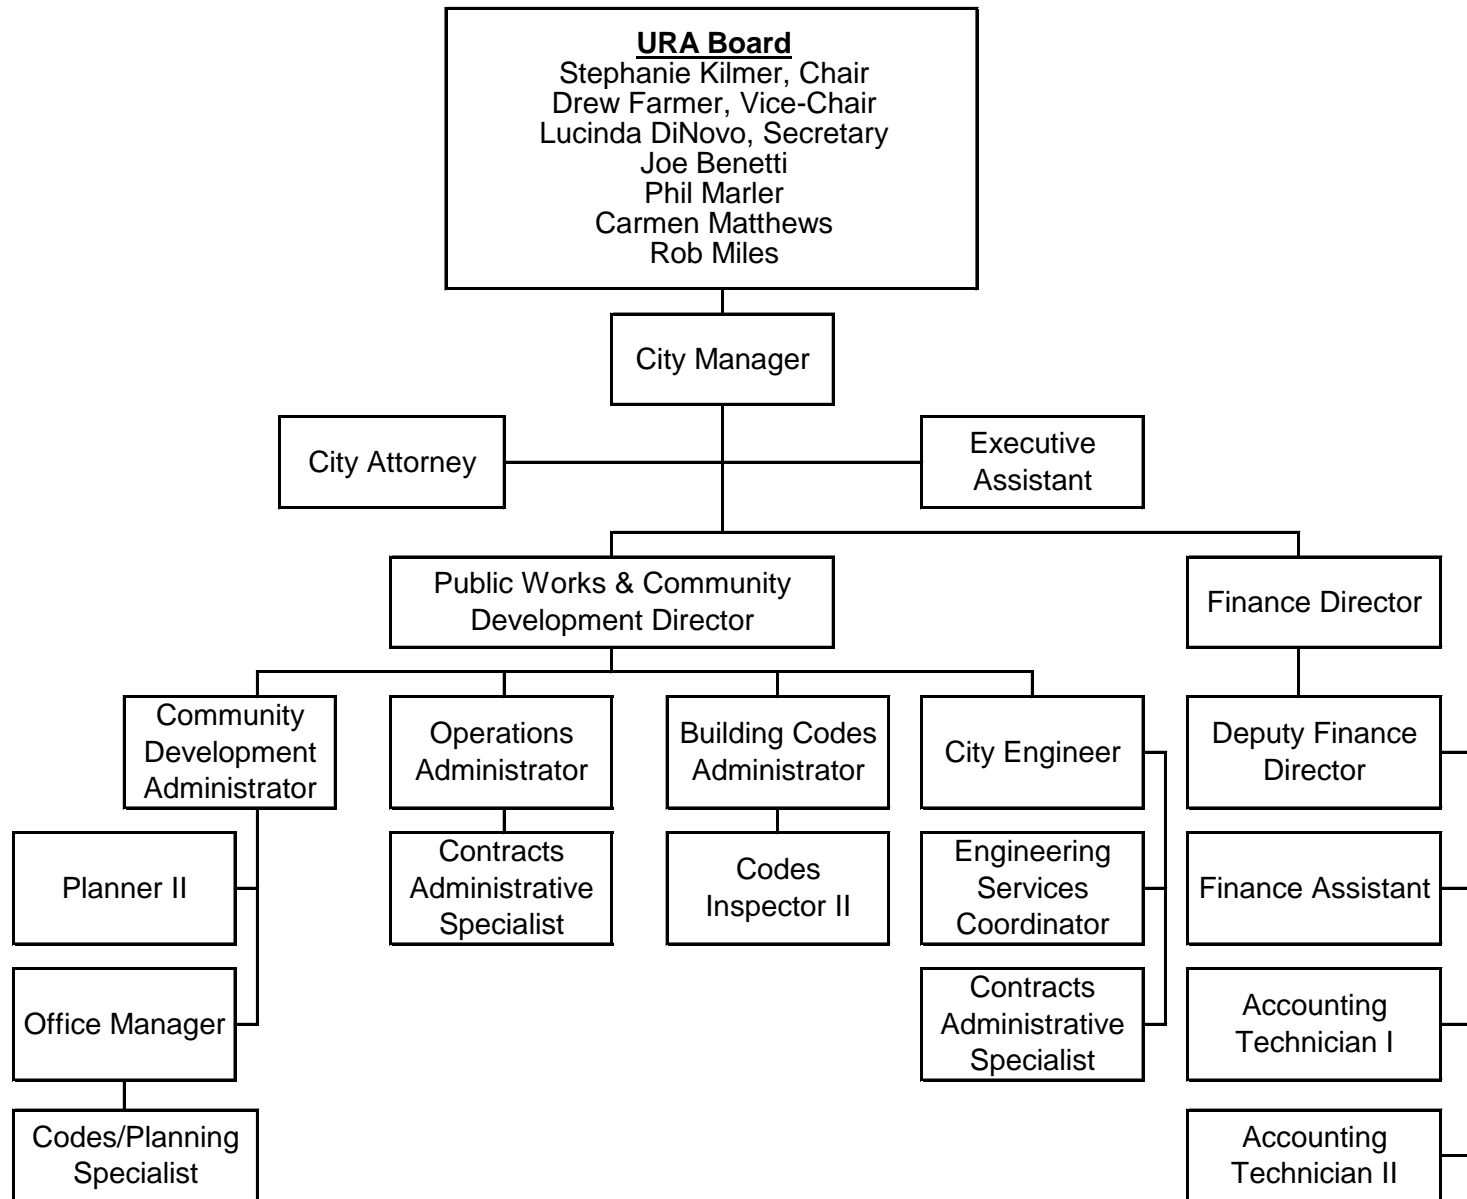 URA Board
Stephanie Kilmer, Chair
Drew Farmer, Vice-Chair
Lucinda DiNovo, Secretary
Joe Benetti
Phil Marler
Carmen Matthews
Rob Miles
City Manager
City Attorney
Executive
Assistant
Public Works & Community
Development Director
Finance Director
Community
Development
Administrator
Operations
Administrator
Building Codes
Administrator
City Engineer
Deputy Finance
Director
Planner II
Contracts
Administrative
Specialist
Codes
Inspector II
Engineering
Services
Coordinator
Finance Assistant
Office Manager
Contracts
Administrative
Specialist
Accounting
Technician I
Codes/Planning
Specialist
Accounting
Technician II